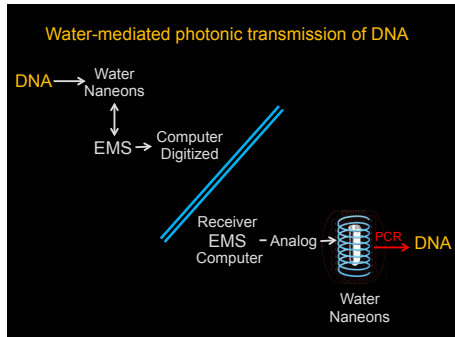 Water-mediated photonic transmission of DNA
DNA
Water
Naneons
EMS
Computer
Digitized
Receiver
EMS
Computer
Analog
PCR
DNA
Water
Naneons